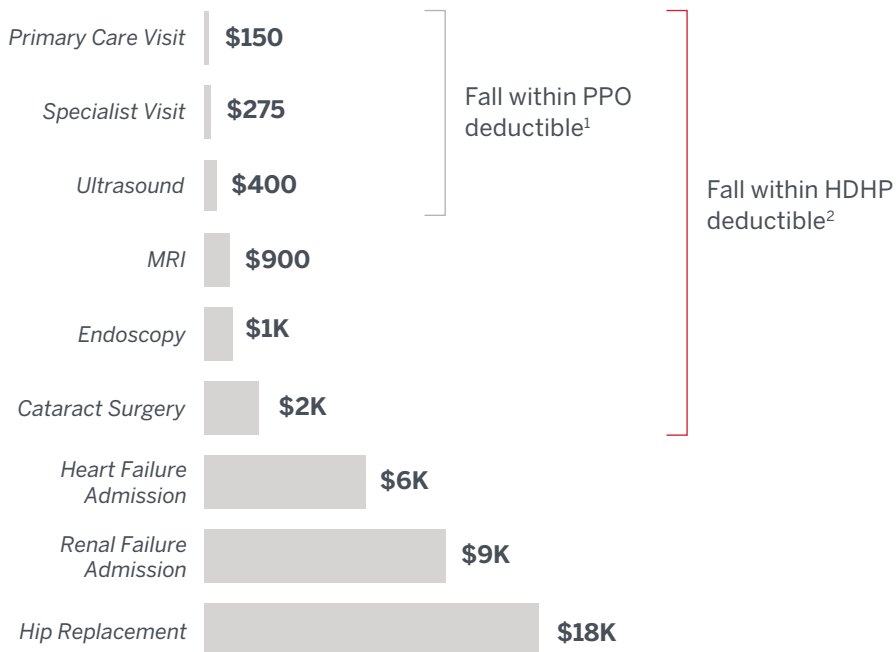 Primary Care Visit $150
Specialist Visit $275
Fall within PPO
deductible¹
Ultrasound $400
Fall within HDHP
deductible²
MRI $900
Endoscopy $1K
Cataract Surgery $2K
Heart Failure
Admission
$6K
Renal Failure
Admission
$9K
Hip Replacement $18K